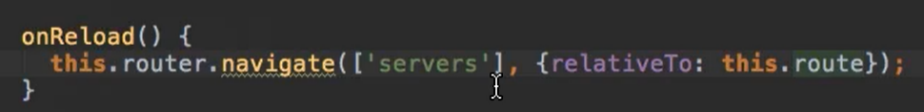 onReload() {
this.router.navigate(['servers'], {relativeTo: this.route});
}